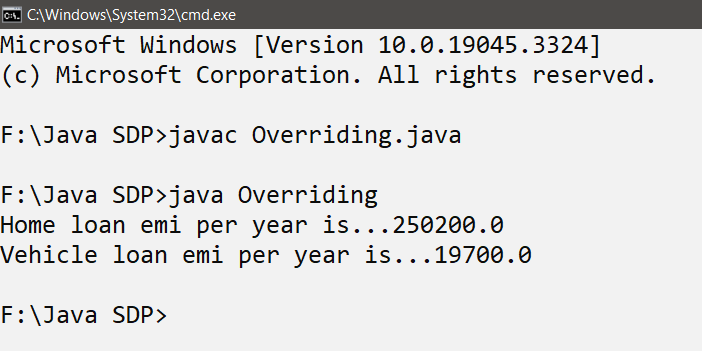 C:\Windows\System32\cmd.exe
Microsoft Windows [Version 10.0.19045.3324]
(c) Microsoft Corporation. All rights reserved.
F:\Java SDP>javac Overriding.java
F:\Java SDP>java Overriding
Home loan emi per year is...250200.0
Vehicle loan emi per year is...19700.0
F:\Java SDP>